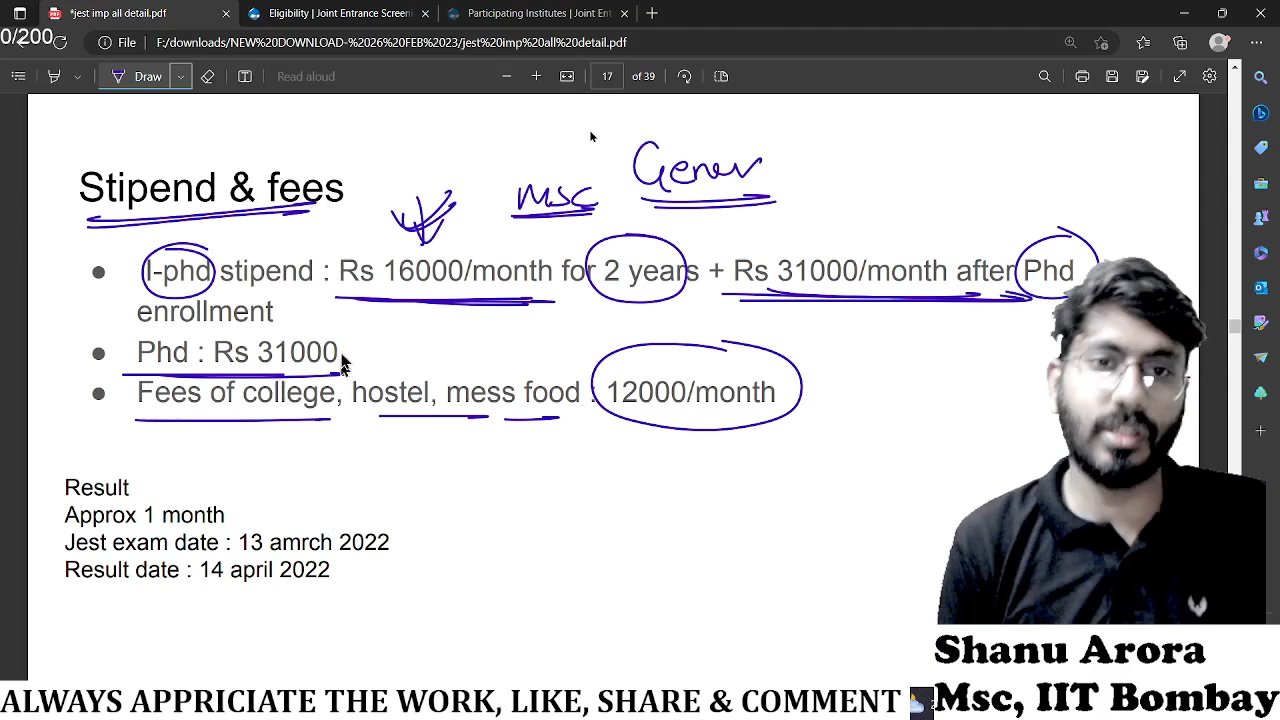 *jest imp all detail.pdf
Eligibility | Joint Entrance Screeni
Participating Institutes | Joint Ent
0/200
File
F:/downloads/NEW%20DOWNLOAD-%2026%20FEB%2023/jest%20imp%20all%20detail.pdf
Draw
Read aloud
17
of 39
Gener
Msc
Stipend & fees
I-phd stipend : Rs 16000/month for 2 years + Rs 31000/month after Phd
enrollment
Phd : Rs 31000
Fees of college, hostel, mess food : 12000/month
Result
Approx 1 month
Jest exam date : 13 amrch 2022
Result date : 14 april 2022
Shanu Arora
Msc, IIT Bombay
ALWAYS APPRICIATE THE WORK, LIKE, SHARE & COMMENT